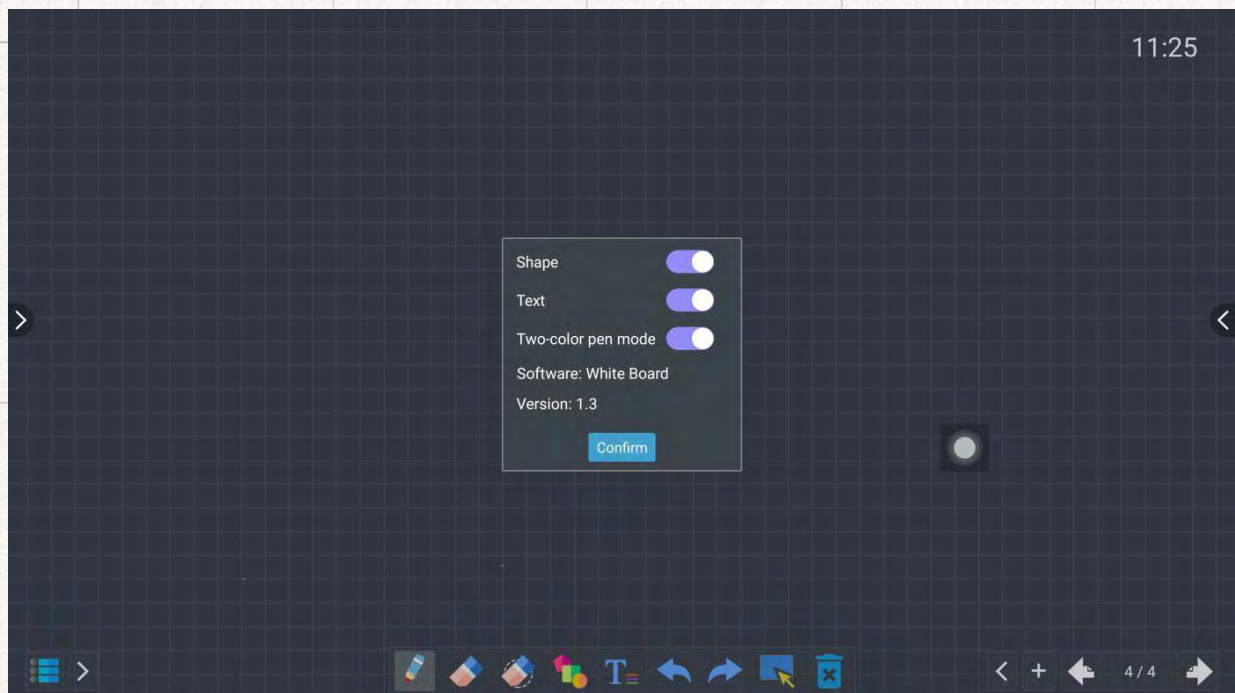 11:25
Shape
Text
Two-color pen mode
Software: White Board
Version: 1.3
Confirm
T
4/4